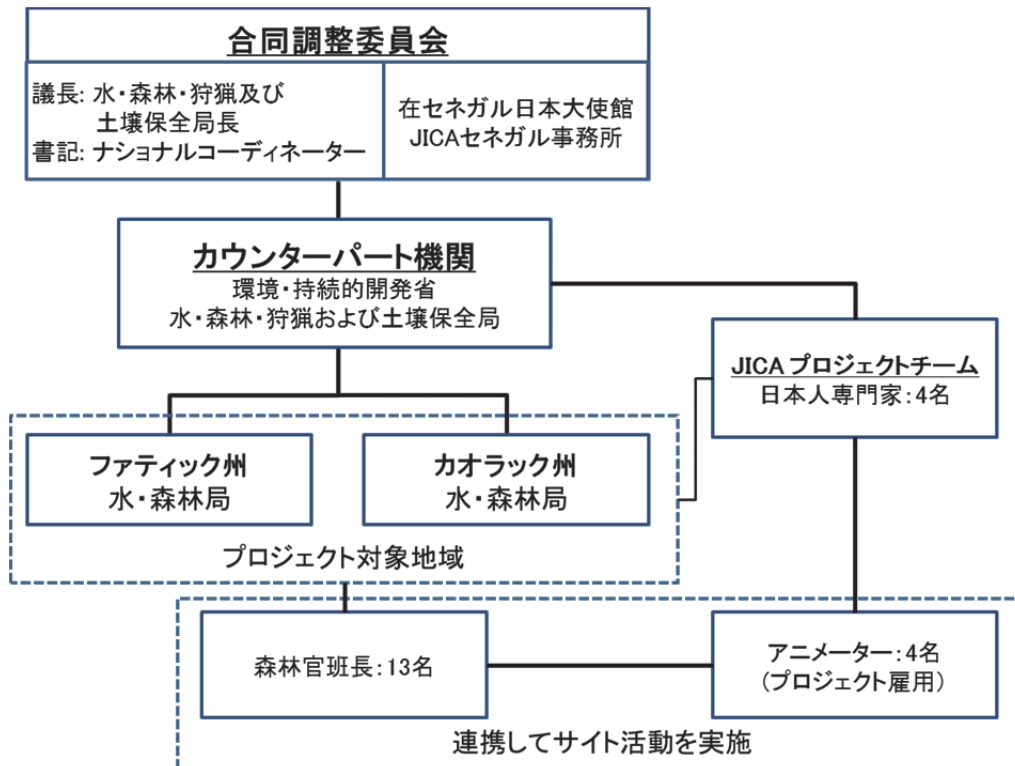 合同調整委員会
議長: 水・森林・狩猟及び
土壌保全局長
書記: ナショナルコーディネーター
在セネガル日本大使館
JICAセネガル事務所
カウンターパート機関
環境・持続的開発省
水・森林・狩猟および土壌保全局
JICA プロジェクトチーム
日本人専門家:4名
ファティック州
水・森林局
カオラック州
水・森林局
プロジェクト対象地域
森林官班長:13名
アニメーター:4名
(プロジェクト雇用)
連携してサイト活動を実施